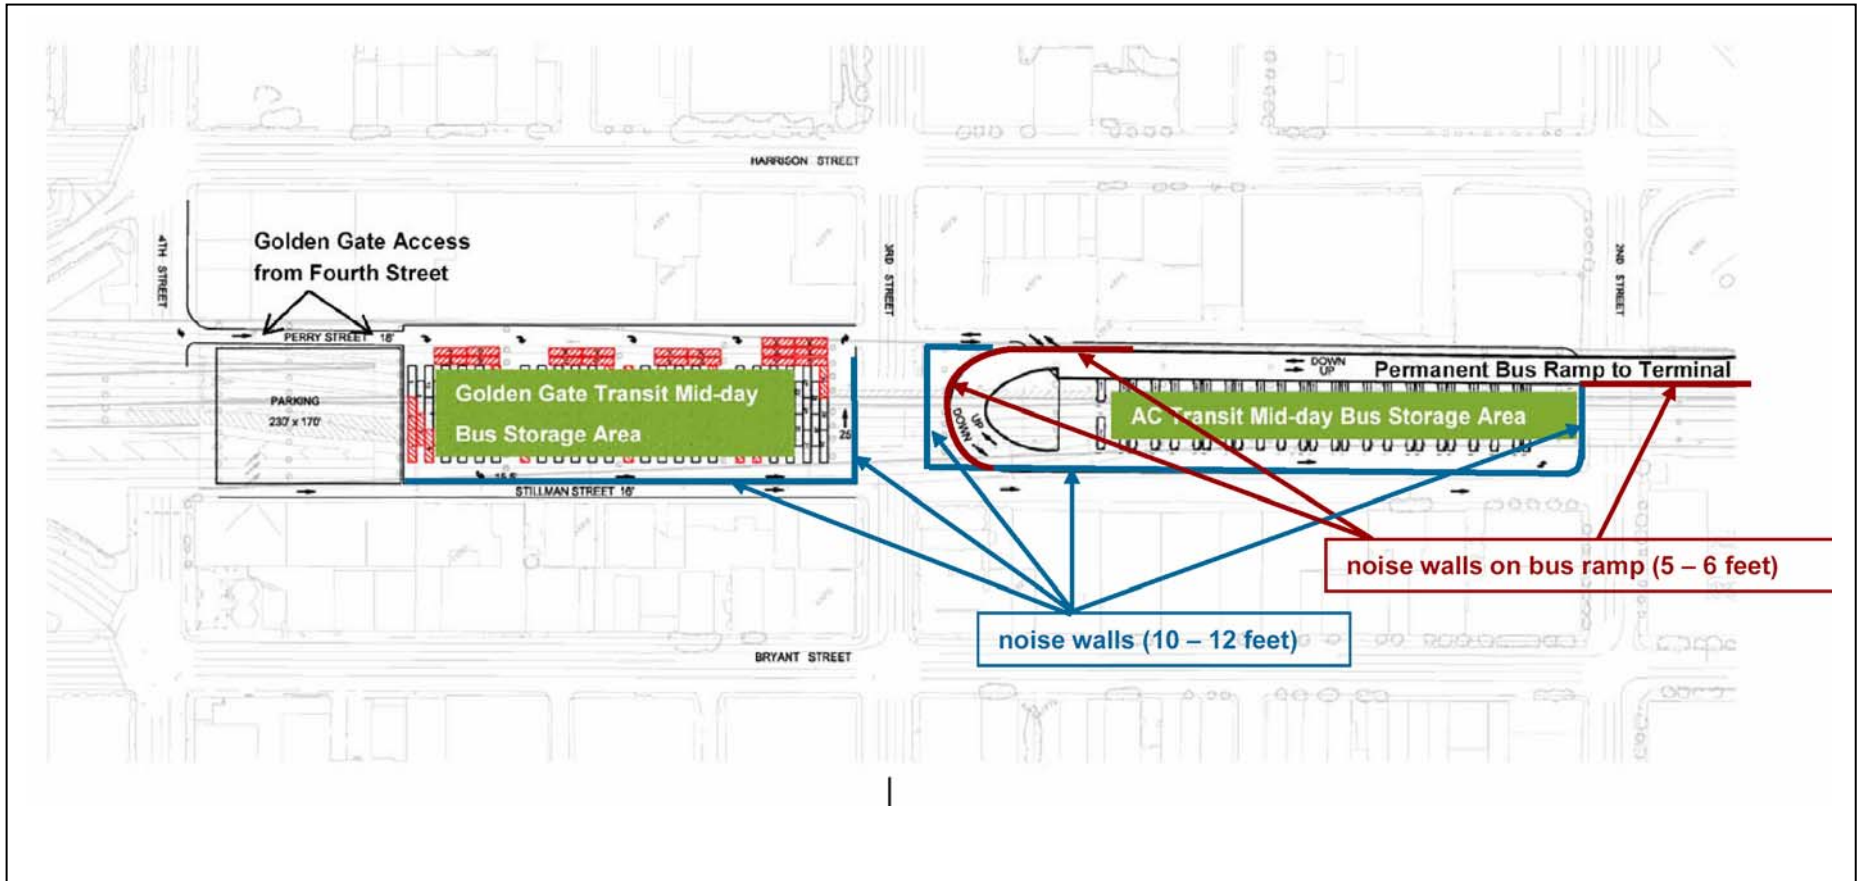 HARRISON STREET
4TH STREET
Golden Gate Access
from Fourth Street
3RD STREET
2ND STREET
PERRY STREET 18'
DOWN
UP
Permanent Bus Ramp to Terminal
PARKING
230' x 170'
Golden Gate Transit Mid-day
Bus Storage Area
25'
UP
DOWN
AC Transit Mid-day Bus Storage Area
15.5'
STILLMAN STREET 16'
noise walls on bus ramp (5 – 6 feet)
noise walls (10 – 12 feet)
BRYANT STREET